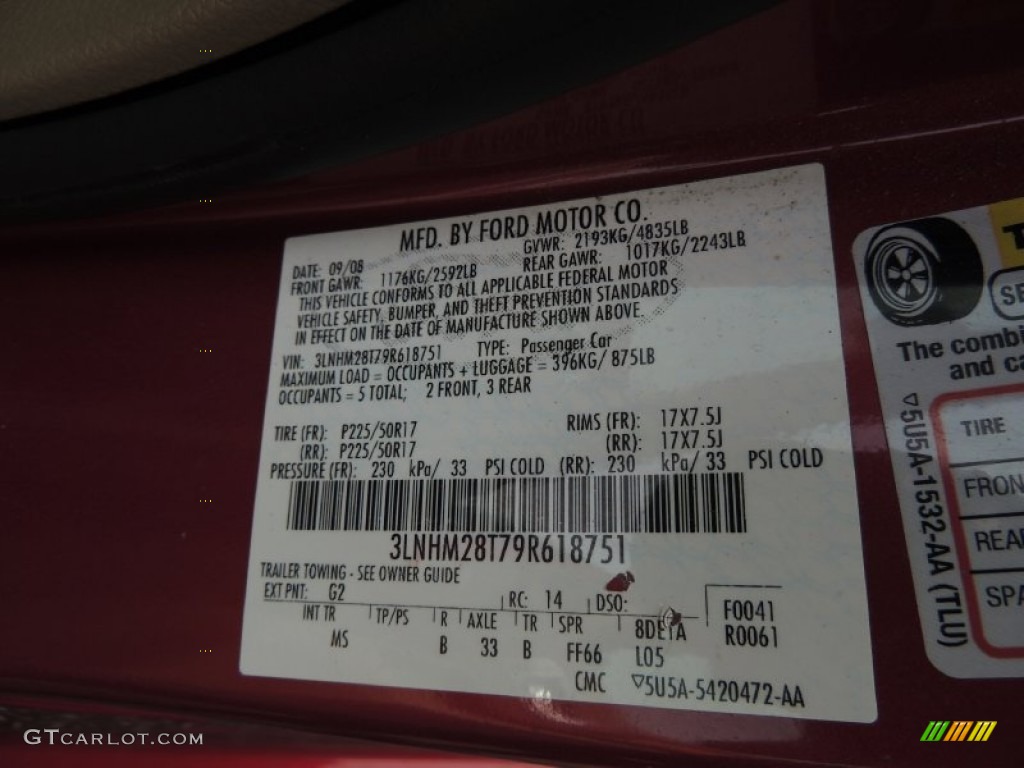 MFD. BY FORD MOTOR CO.
DATE: 09/08 GVWR: 2193KG/4835LB
FRONT GAWR: 1176KG/2592LB REAR GAWR: 1017KG/2243LB
THIS VEHICLE CONFORMS TO ALL APPLICABLE FEDERAL MOTOR
VEHICLE SAFETY, BUMPER, AND THEFT PREVENTION STANDARDS
IN EFFECT ON THE DATE OF MANUFACTURE SHOWN ABOVE.
VIN: 3LNHM28T79R618751 TYPE: Passenger Car
MAXIMUM LOAD = OCCUPANTS + LUGGAGE = 396KG/ 875LB
OCCUPANTS = 5 TOTAL; 2 FRONT, 3 REAR
TIRE (FR): P225/50R17 RIMS (FR): 17X7.5J
(RR): P225/50R17 (RR): 17X7.5J
PRESSURE (FR): 230 kPa/ 33 PSI COLD (RR): 230 kPa/ 33 PSI COLD
3LNHM28T79R618751
TRAILER TOWING - SEE OWNER GUIDE
EXT PNT: G2 RC: 14 DSO: F0041
INT TR TP/PS R AXLE TR SPR R0061
MS B 33 B FF66 L05
CMC ▽5U5A-5420472-AA
The combi
and ca
▽5U5A-1532-AA (TLU)
TIRE
FRON
REA
SPA
GTCARLOT.COM